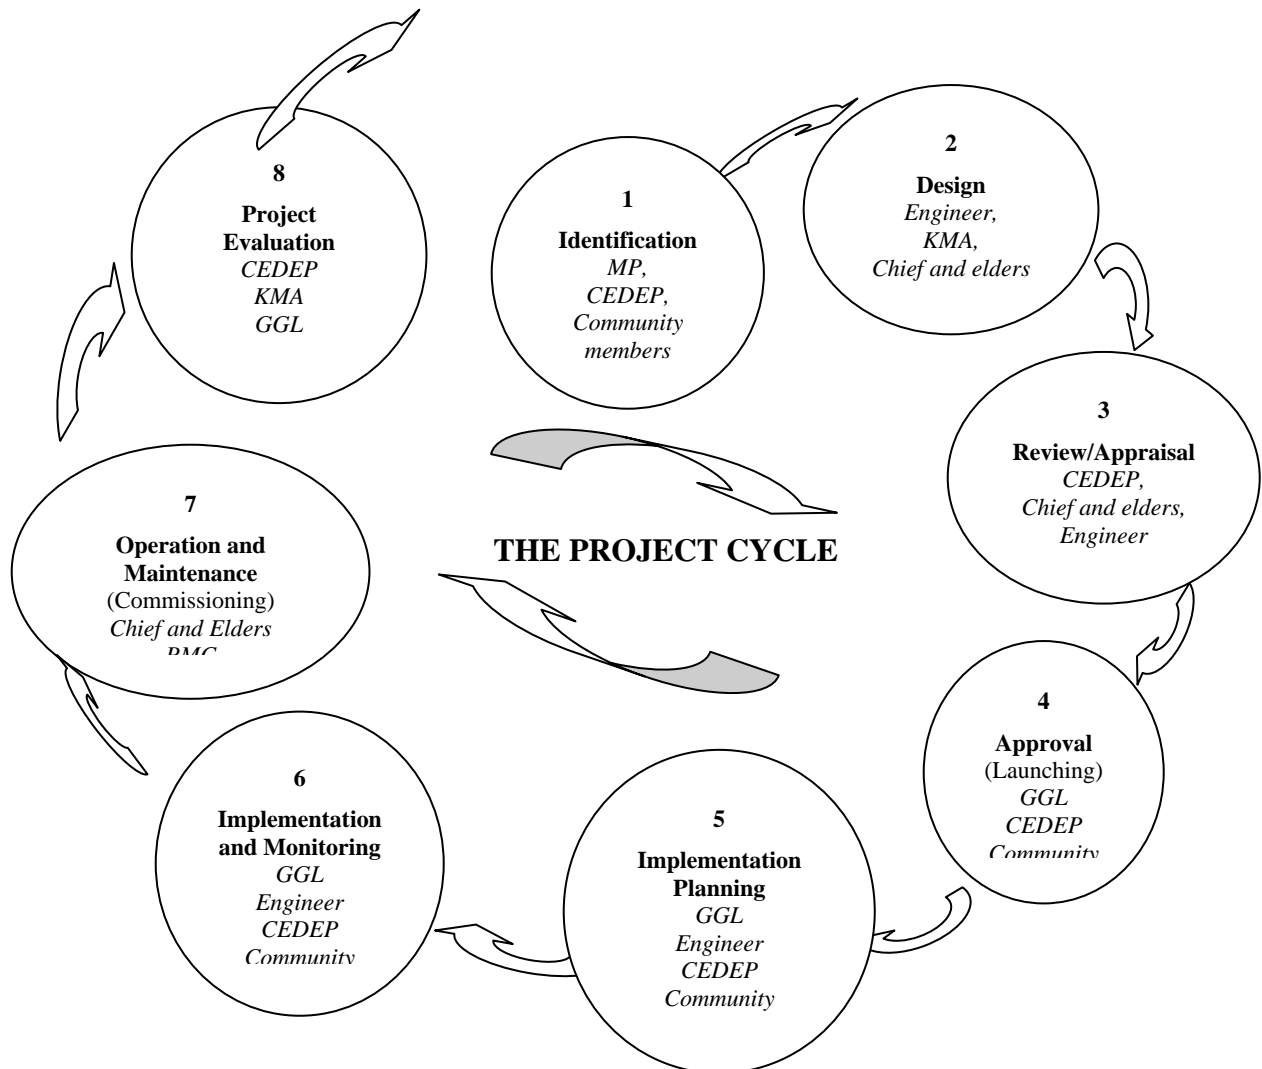 1
Identification
MP,
CEDEP,
Community
members
2
Design
Engineer,
KMA,
Chief and elders
3
Review/Appraisal
CEDEP,
Chief and elders,
Engineer
4
Approval
(Launching)
GGL
CEDEP
Community
5
Implementation
Planning
GGL
Engineer
CEDEP
Community
6
Implementation
and Monitoring
GGL
Engineer
CEDEP
Community
7
Operation and
Maintenance
(Commissioning)
Chief and Elders
8
Project
Evaluation
CEDEP
KMA
GGL
THE PROJECT CYCLE